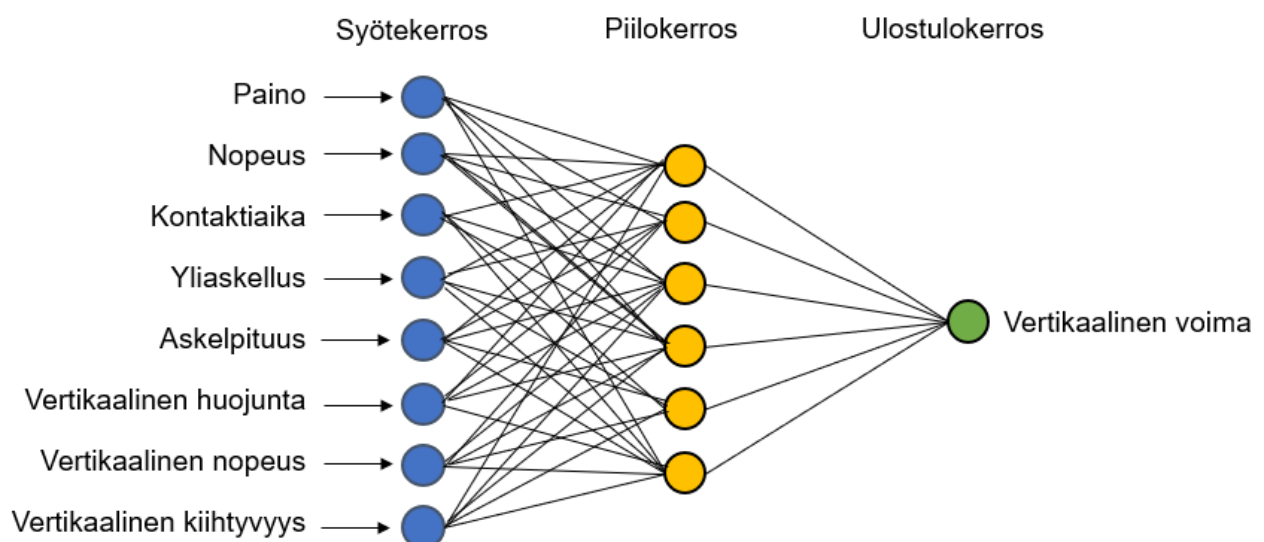 Syötekerros
Piilokerros
Ulostulokerros
Paino
Nopeus
Kontaktiaika
Yliaskellus
Askelpituus
Vertikaalinen huojunta
Vertikaalinen nopeus
Vertikaalinen kiihtyvyys
Vertikaalinen voima